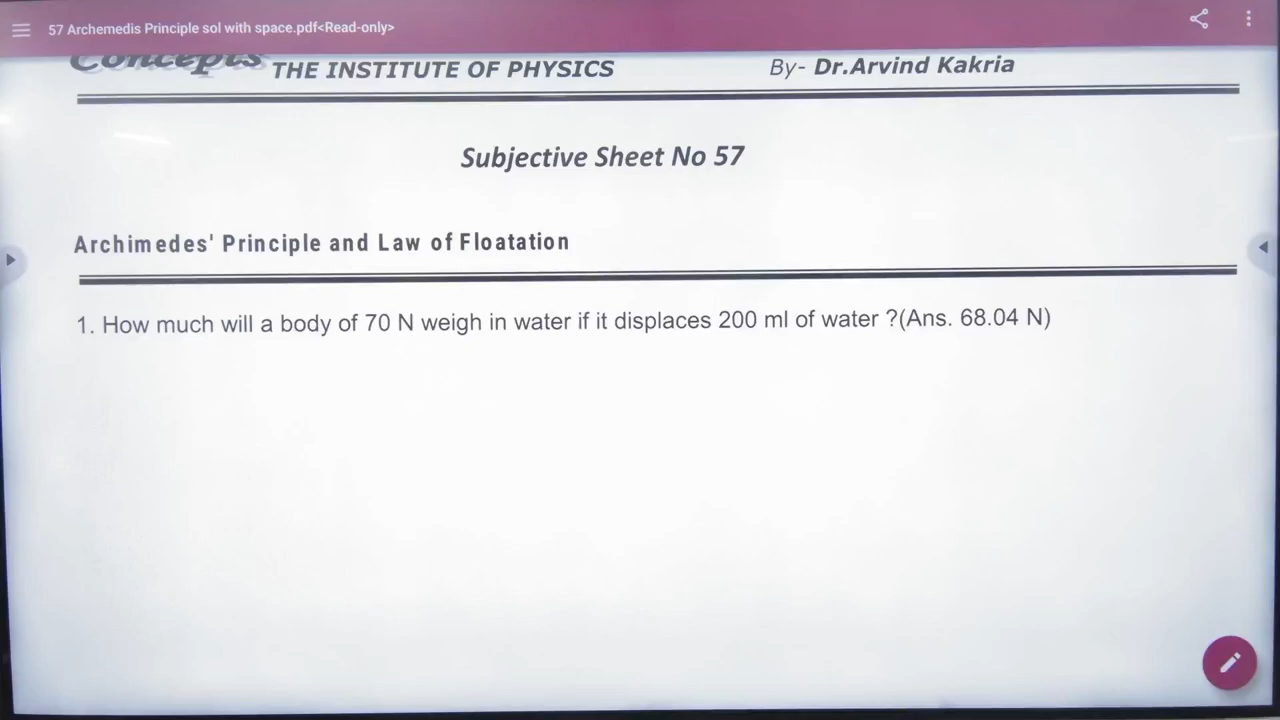 57 Archemedis Principle sol with space.pdf<Read-only>
Concepts THE INSTITUTE OF PHYSICS By- Dr.Arvind Kakria
Subjective Sheet No 57
Archimedes' Principle and Law of Floatation
1. How much will a body of 70 N weigh in water if it displaces 200 ml of water ?(Ans. 68.04 N)